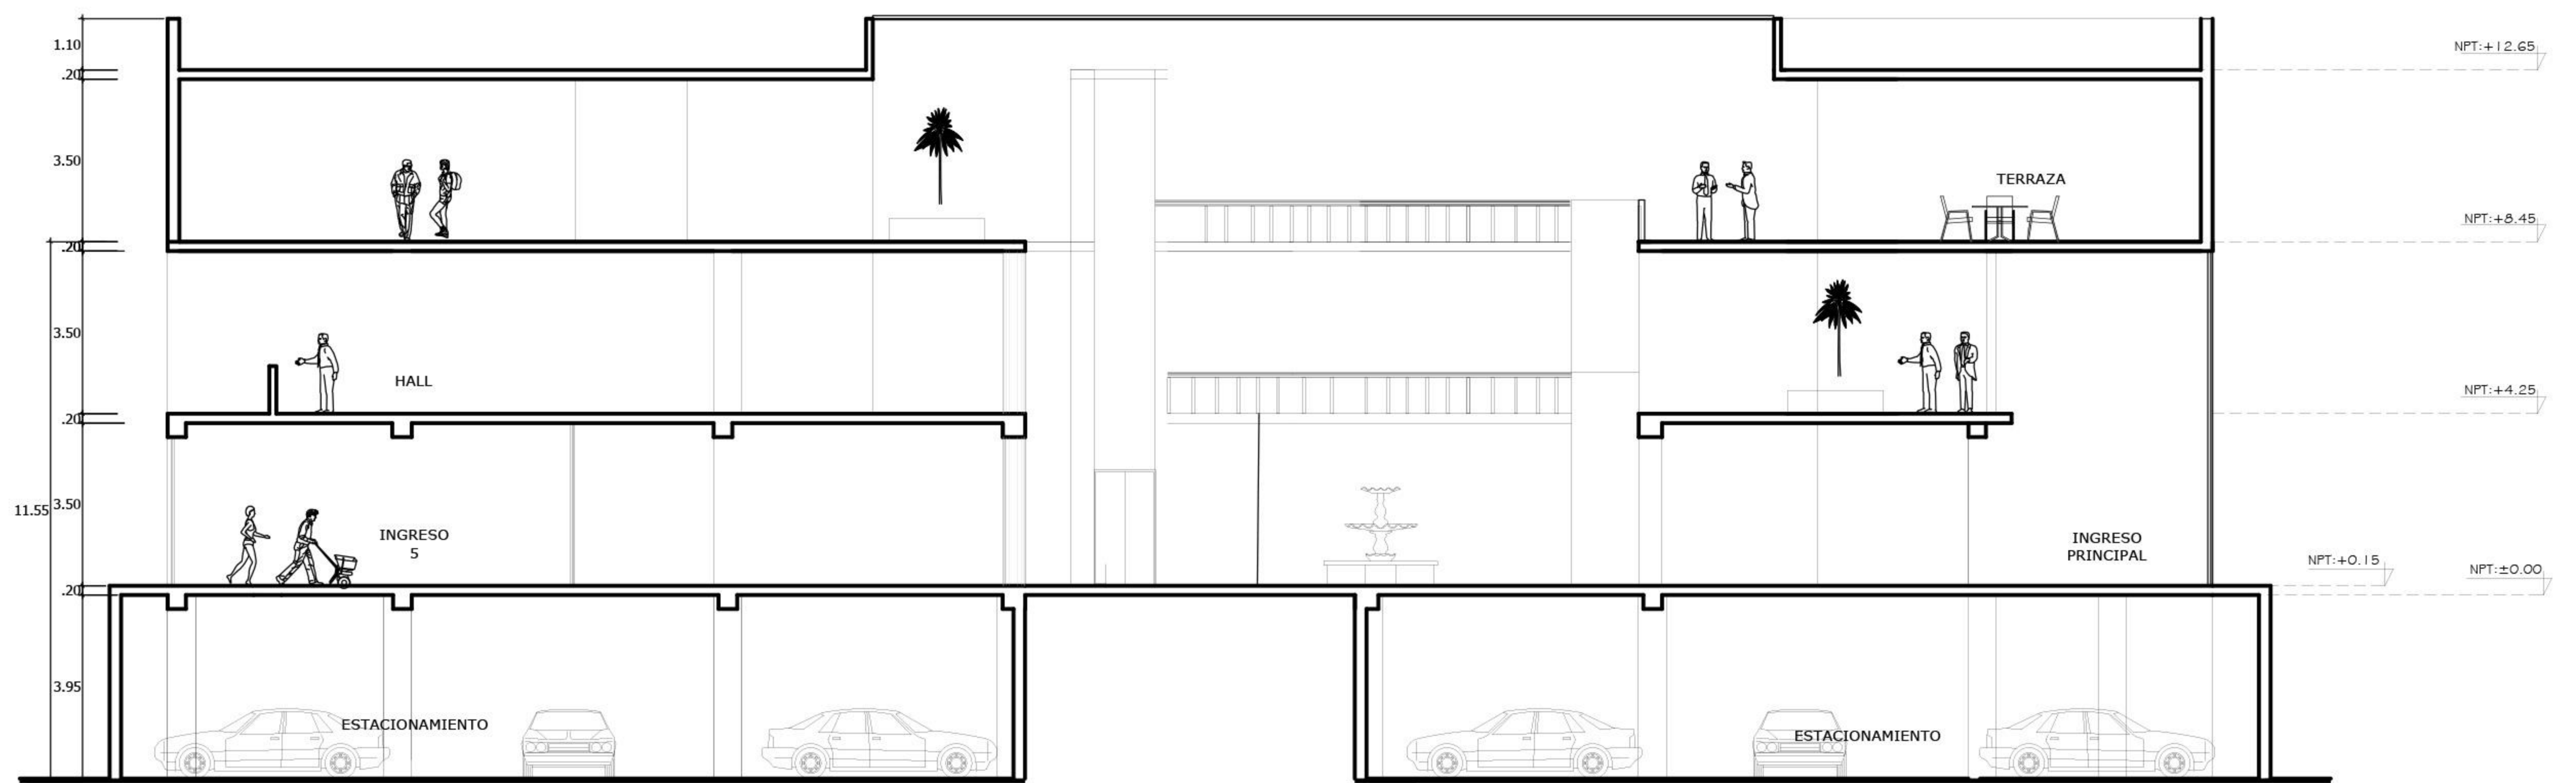 1.10
.20
3.50
.20
3.50
.20
3.50
.20
3.95
11.55
NPT:+12.65
TERRAZA
NPT:+8.45
HALL
NPT:+4.25
INGRESO
5
INGRESO
PRINCIPAL
NPT:+0.15
NPT:±0.00
ESTACIONAMIENTO
ESTACIONAMIENTO